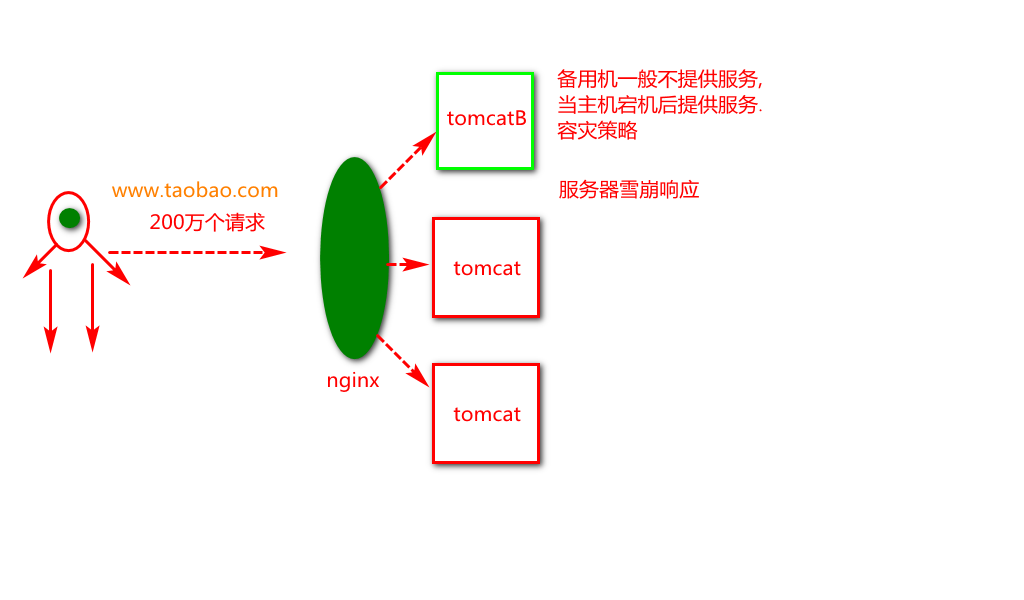 备用机一般不提供服务,
当主机宕机后提供服务.
容灾策略
tomcatB
服务器雪崩响应
www.taobao.com
200万个请求
tomcat
nginx
tomcat